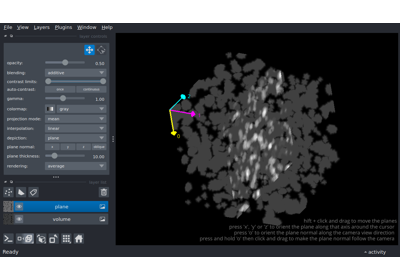 File View Layers Plugins Window Help
opacity: 0.50
blending: additive
contrast limits:
auto-contrast: once continuous
gamma: 1.00
colormap: gray
projection mode: mean
interpolation: linear
depiction: plane
plane normal: x y z oblique
plane thickness: 10.00
rendering: average
plane
volume
hift + click and drag to move the planes
press 'x', 'y' or 'z' to orient the plane along that axis around the cursor
press 'o' to orient the plane normal along the camera view direction
press and hold 'o' then click and drag to make the plane normal follow the camera
Ready
activity